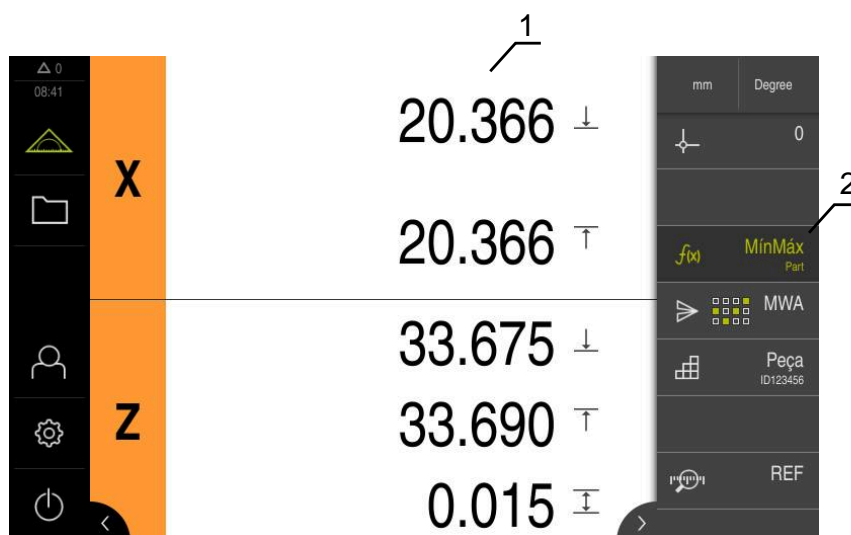 1
△ 0
08:41
X
20.366
20.366
Z
33.675
33.690
0.015
mm Degree
0
2
f(x) MínMáx
Part
MWA
Peça
ID123456
REF